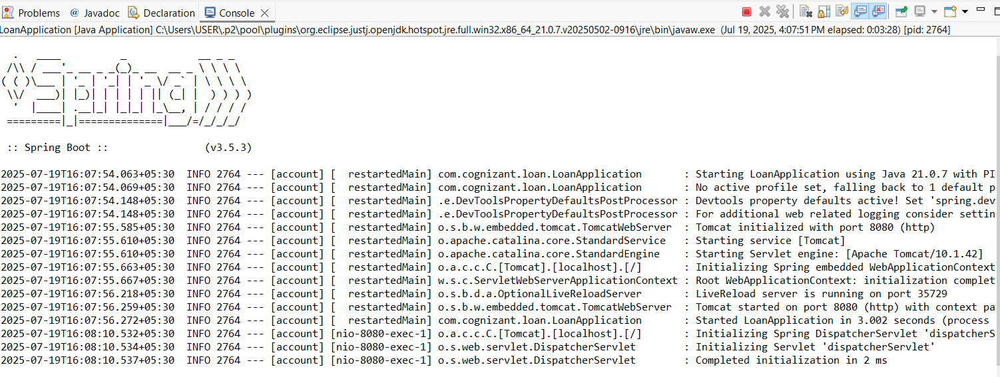 Problems @ Javadoc Declaration Console
LoanApplication [Java Application] C:\Users\USER\.p2\pool\plugins\org.eclipse.justj.openjdk.hotspot.jre.full.win32.x86_64_21.0.7.v20250502-0916\jre\bin\javaw.exe (Jul 19, 2025, 4:07:51 PM elapsed: 0:03:28) [pid: 2764]
  .   ____          _            __ _ _
 /\\ / ___'_ __ _ _(_)_ __  __ _ \ \ \ \
( ( )\___ | '_ | '_| | '_ \/ _` | \ \ \ \
 \\/  ___)| |_)| | | | | || (_| |  ) ) ) )
  '  |____| .__|_| |_|_| |_\__, | / / / /
 =========|_|==============|___/=/_/_/_/
 :: Spring Boot ::                (v3.5.3)
2025-07-19T16:07:54.063+05:30  INFO 2764 --- [account] [  restartedMain] com.cognizant.loan.LoanApplication       : Starting LoanApplication using Java 21.0.7 with PI
2025-07-19T16:07:54.069+05:30  INFO 2764 --- [account] [  restartedMain] com.cognizant.loan.LoanApplication       : No active profile set, falling back to 1 default p
2025-07-19T16:07:54.148+05:30  INFO 2764 --- [account] [  restartedMain] .e.DevToolsPropertyDefaultsPostProcessor : Devtools property defaults active! Set 'spring.dev
2025-07-19T16:07:54.148+05:30  INFO 2764 --- [account] [  restartedMain] .e.DevToolsPropertyDefaultsPostProcessor : For additional web related logging consider settin
2025-07-19T16:07:55.585+05:30  INFO 2764 --- [account] [  restartedMain] o.s.b.w.embedded.tomcat.TomcatWebServer  : Tomcat initialized with port 8080 (http)
2025-07-19T16:07:55.610+05:30  INFO 2764 --- [account] [  restartedMain] o.apache.catalina.core.StandardService   : Starting service [Tomcat]
2025-07-19T16:07:55.610+05:30  INFO 2764 --- [account] [  restartedMain] o.apache.catalina.core.StandardEngine    : Starting Servlet engine: [Apache Tomcat/10.1.42]
2025-07-19T16:07:55.663+05:30  INFO 2764 --- [account] [  restartedMain] o.a.c.c.C.[Tomcat].[localhost].[/]       : Initializing Spring embedded WebApplicationContext
2025-07-19T16:07:55.667+05:30  INFO 2764 --- [account] [  restartedMain] w.s.c.ServletWebServerApplicationContext : Root WebApplicationContext: initialization complet
2025-07-19T16:07:56.218+05:30  INFO 2764 --- [account] [  restartedMain] o.s.b.d.a.OptionalLiveReloadServer       : LiveReload server is running on port 35729
2025-07-19T16:07:56.259+05:30  INFO 2764 --- [account] [  restartedMain] o.s.b.w.embedded.tomcat.TomcatWebServer  : Tomcat started on port 8080 (http) with context pa
2025-07-19T16:07:56.272+05:30  INFO 2764 --- [account] [  restartedMain] com.cognizant.loan.LoanApplication       : Started LoanApplication in 3.002 seconds (process
2025-07-19T16:08:10.532+05:30  INFO 2764 --- [account] [nio-8080-exec-1] o.a.c.c.C.[Tomcat].[localhost].[/]       : Initializing Spring DispatcherServlet 'dispatcherS
2025-07-19T16:08:10.534+05:30  INFO 2764 --- [account] [nio-8080-exec-1] o.s.web.servlet.DispatcherServlet        : Initializing Servlet 'dispatcherServlet'
2025-07-19T16:08:10.537+05:30  INFO 2764 --- [account] [nio-8080-exec-1] o.s.web.servlet.DispatcherServlet        : Completed initialization in 2 ms